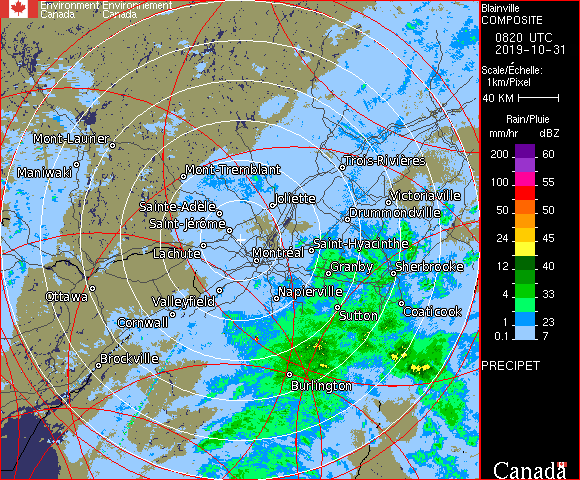 Environment Environnement
Canada Canada
Blainville
COMPOSITE
0820 UTC
2019-10-31
Scale/Échelle:
1km/Pixel
40 KM
Rain/Pluie
mm/hr dBZ
200 60
100 55
50 50
24 45
12 40
4 33
1 23
0.1 7
PRECIPET
Canada
Mont-Laurier
Maniwaki
Mont-Tremblant
Trois-Rivières
Joliette
Victoriaville
Sainte-Adèle
Drummondville
Saint-Jérôme
Lachute
Montréal
Saint-Hyacinthe
Granby
Sherbrooke
Ottawa
Valleyfield
Napierville
Cornwall
Sutton
Coaticook
Brockville
Burlington